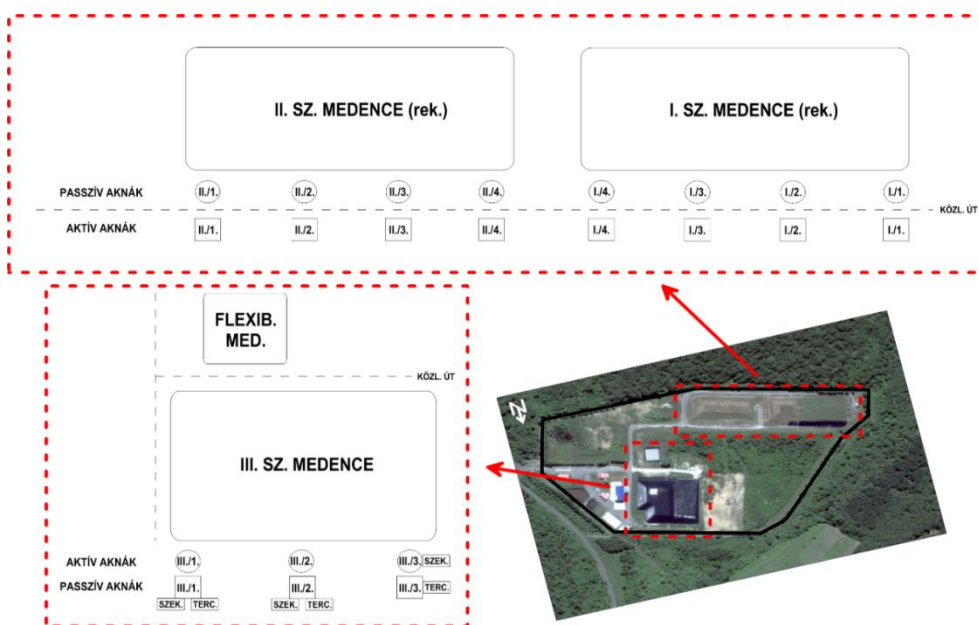 II. SZ. MEDENCE (rek.) I. SZ. MEDENCE (rek.)
PASSZÍV AKNÁK II./1. II./2. II./3. II./4. I./4. I./3. I./2. I./1.
KÖZL. ÚT
AKTÍV AKNÁK II./1. II./2. II./3. II./4. I./4. I./3. I./2. I./1.
FLEXIB.
MED.
KÖZL. ÚT
III. SZ. MEDENCE
AKTÍV AKNÁK III./1. III./2. III./3. SZEK.
PASSZÍV AKNÁK III./1. III./2. III./3. TERC.
SZEK. TERC. SZEK. TERC.
N